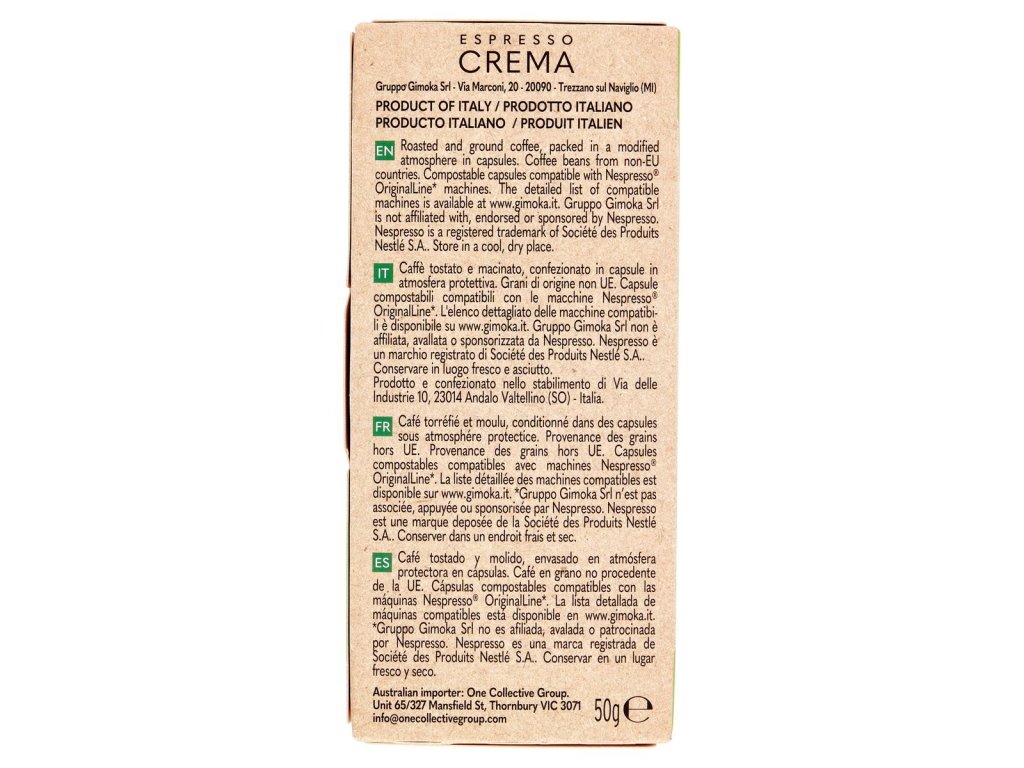 ESPRESSO
CREMA
Gruppo Gimoka Srl - Via Marconi, 20 - 20090 - Trezzano sul Naviglio (MI)
PRODUCT OF ITALY / PRODOTTO ITALIANO
PRODUCTO ITALIANO / PRODUIT ITALIEN
EN Roasted and ground coffee, packed in a modified
atmosphere in capsules. Coffee beans from non-EU
countries. Compostable capsules compatible with Nespresso®
OriginalLine* machines. The detailed list of compatible
machines is available at www.gimoka.it. Gruppo Gimoka Srl
is not affiliated with, endorsed or sponsored by Nespresso.
Nespresso is a registered trademark of Société des Produits
Nestlé S.A.. Store in a cool, dry place.
IT Caffè tostato e macinato, confezionato in capsule in
atmosfera protettiva. Grani di origine non UE. Capsule
compostabili compatibili con le macchine Nespresso®
OriginalLine*. L'elenco dettagliato delle macchine compatibi-
li è disponibile su www.gimoka.it. Gruppo Gimoka Srl non è
affiliata, avallata o sponsorizzata da Nespresso. Nespresso è
un marchio registrato di Société des Produits Nestlé S.A..
Conservare in luogo fresco e asciutto.
Prodotto e confezionato nello stabilimento di Via delle
Industrie 10, 23014 Andalo Valtellino (SO) - Italia.
FR Café torréfié et moulu, conditionné dans des capsules
sous atmosphére protectice. Provenance des grains
hors UE. Provenance des grains hors UE. Capsules
compostables compatibles avec machines Nespresso®
OriginalLine*. La liste détaillée des machines compatibles est
disponible sur www.gimoka.it. *Gruppo Gimoka Srl n'est pas
associée, appuyée ou sponsorisée par Nespresso. Nespresso
est une marque deposée de la Société des Produits Nestlé
S.A.. Conserver dans un endroit frais et sec.
ES Café tostado y molido, envasado en atmósfera
protectora en cápsulas. Café en grano no procedente
de la UE. Cápsulas compostables compatibles con las
máquinas Nespresso® OriginalLine*. La lista detallada de
máquinas compatibles está disponible en www.gimoka.it.
*Gruppo Gimoka Srl no es afiliada, avalada o patrocinada
por Nespresso. Nespresso es una marca registrada de
Société des Produits Nestlé S.A.. Conservar en un lugar
fresco y seco.
Australian importer: One Collective Group.
Unit 65/327 Mansfield St, Thornbury VIC 3071
info@onecollectivegroup.com
50g ℮